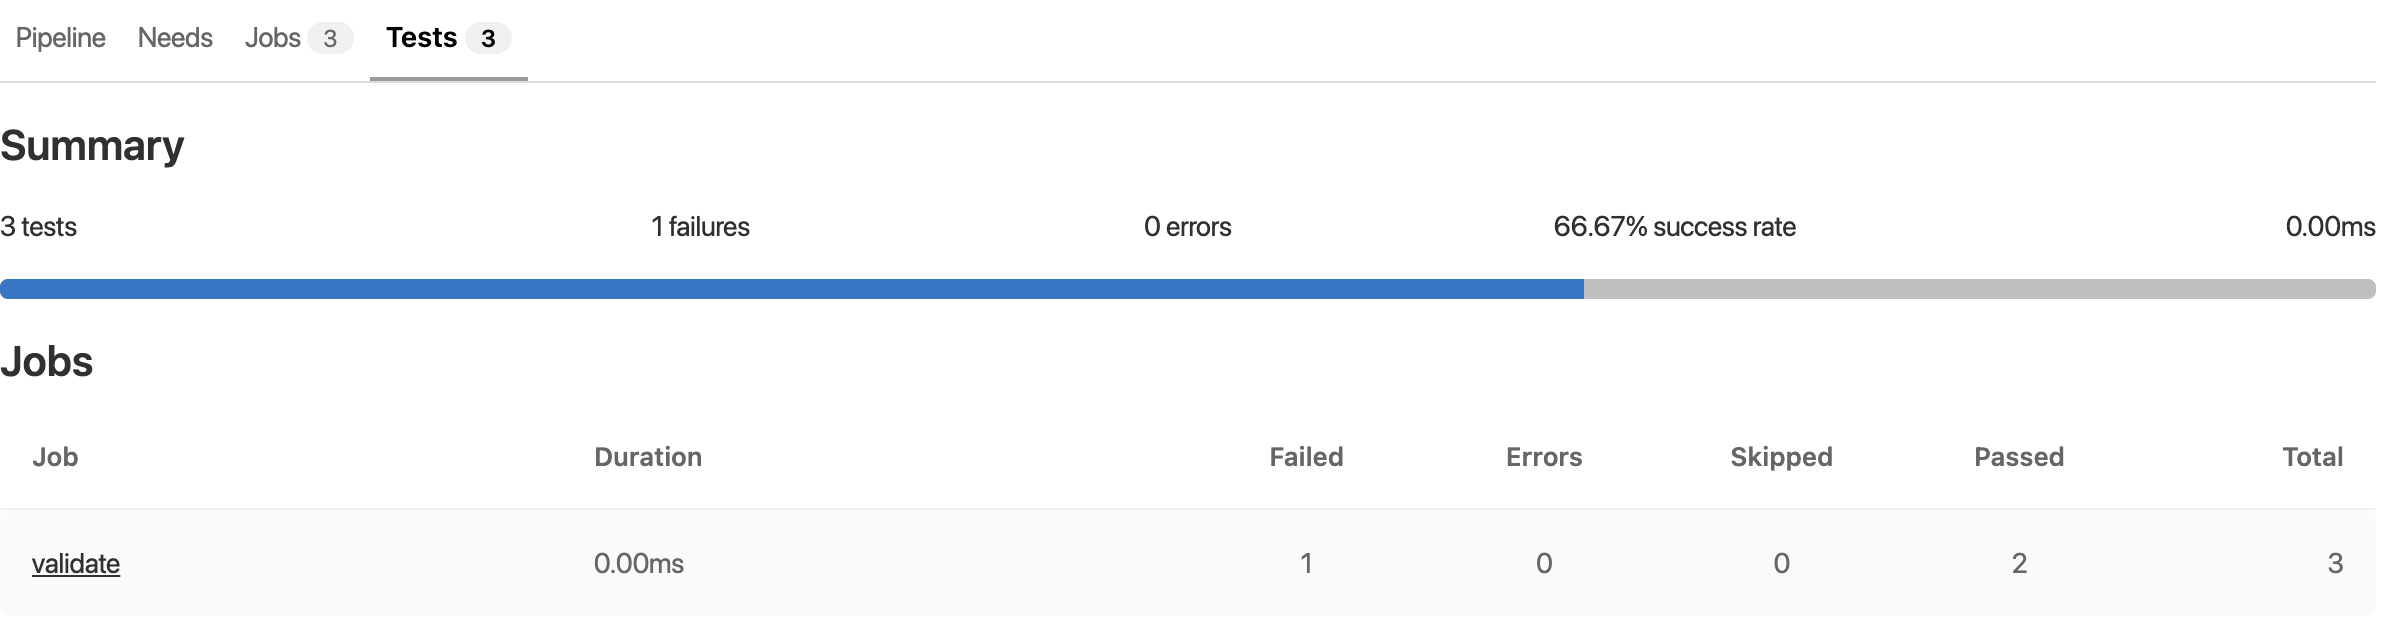 Pipeline Needs Jobs 3 Tests 3
Summary
3 tests 1 failures 0 errors 66.67% success rate 0.00ms
Jobs
Job Duration Failed Errors Skipped Passed Total
validate 0.00ms 1 0 0 2 3